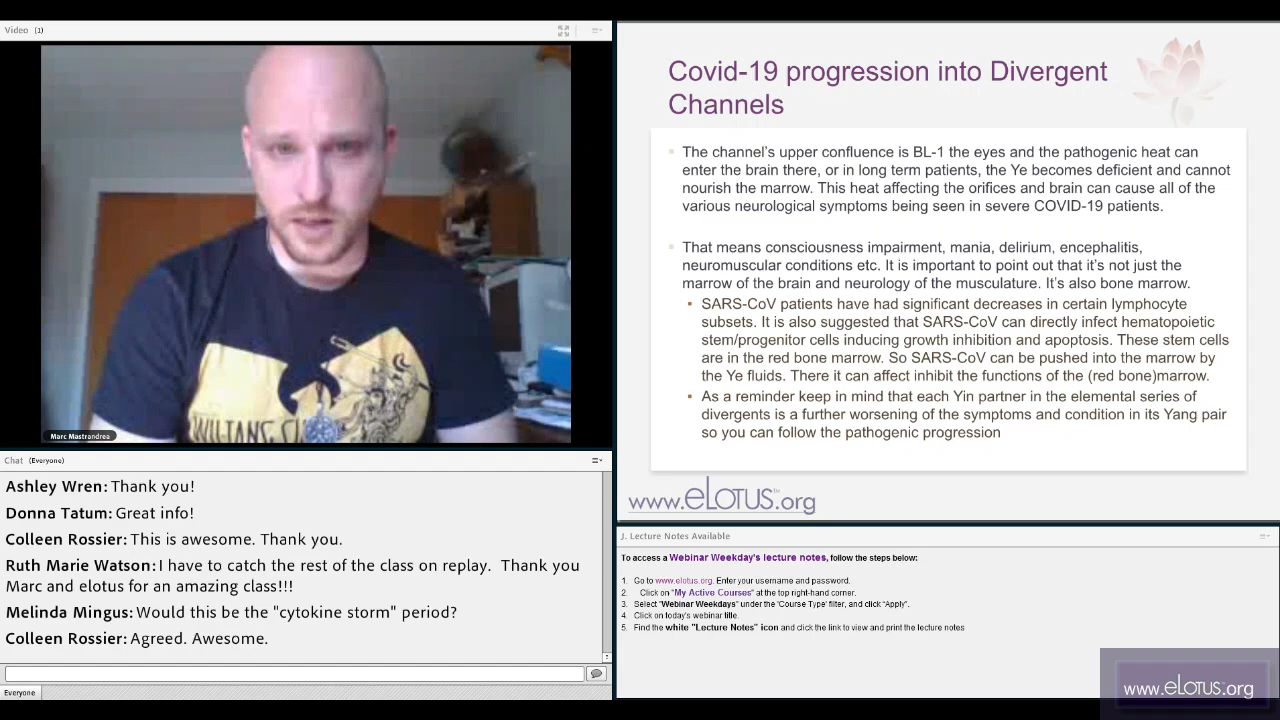 Video (1)
Marc Mastrandrea
Chat (Everyone)
Ashley Wren: Thank you!
Donna Tatum: Great info!
Colleen Rossier: This is awesome. Thank you.
Ruth Marie Watson: I have to catch the rest of the class on replay. Thank you
Marc and elotus for an amazing class!!!
Melinda Mingus: Would this be the "cytokine storm" period?
Colleen Rossier: Agreed. Awesome.
Everyone
Covid-19 progression into Divergent
Channels
The channel's upper confluence is BL-1 the eyes and the pathogenic heat can
enter the brain there, or in long term patients, the Ye becomes deficient and cannot
nourish the marrow. This heat affecting the orifices and brain can cause all of the
various neurological symptoms being seen in severe COVID-19 patients.
That means consciousness impairment, mania, delirium, encephalitis,
neuromuscular conditions etc. It is important to point out that it's not just the
marrow of the brain and neurology of the musculature. It's also bone marrow.
SARS-CoV patients have had significant decreases in certain lymphocyte
subsets. It is also suggested that SARS-CoV can directly infect hematopoietic
stem/progenitor cells inducing growth inhibition and apoptosis. These stem cells
are in the red bone marrow. So SARS-CoV can be pushed into the marrow by
the Ye fluids. There it can affect inhibit the functions of the (red bone)marrow.
As a reminder keep in mind that each Yin partner in the elemental series of
divergents is a further worsening of the symptoms and condition in its Yang pair
so you can follow the pathogenic progression
www.eLOTUS.org
J. Lecture Notes Available
To access a Webinar Weekday's lecture notes, follow the steps below:
1. Go to www.elotus.org. Enter your username and password.
2. Click on "My Active Courses" at the top right-hand corner.
3. Select "Webinar Weekdays" under the 'Course Type' filter, and click "Apply".
4. Click on today's webinar title.
5. Find the white "Lecture Notes" icon and click the link to view and print the lecture notes
www.eLOTUS.org